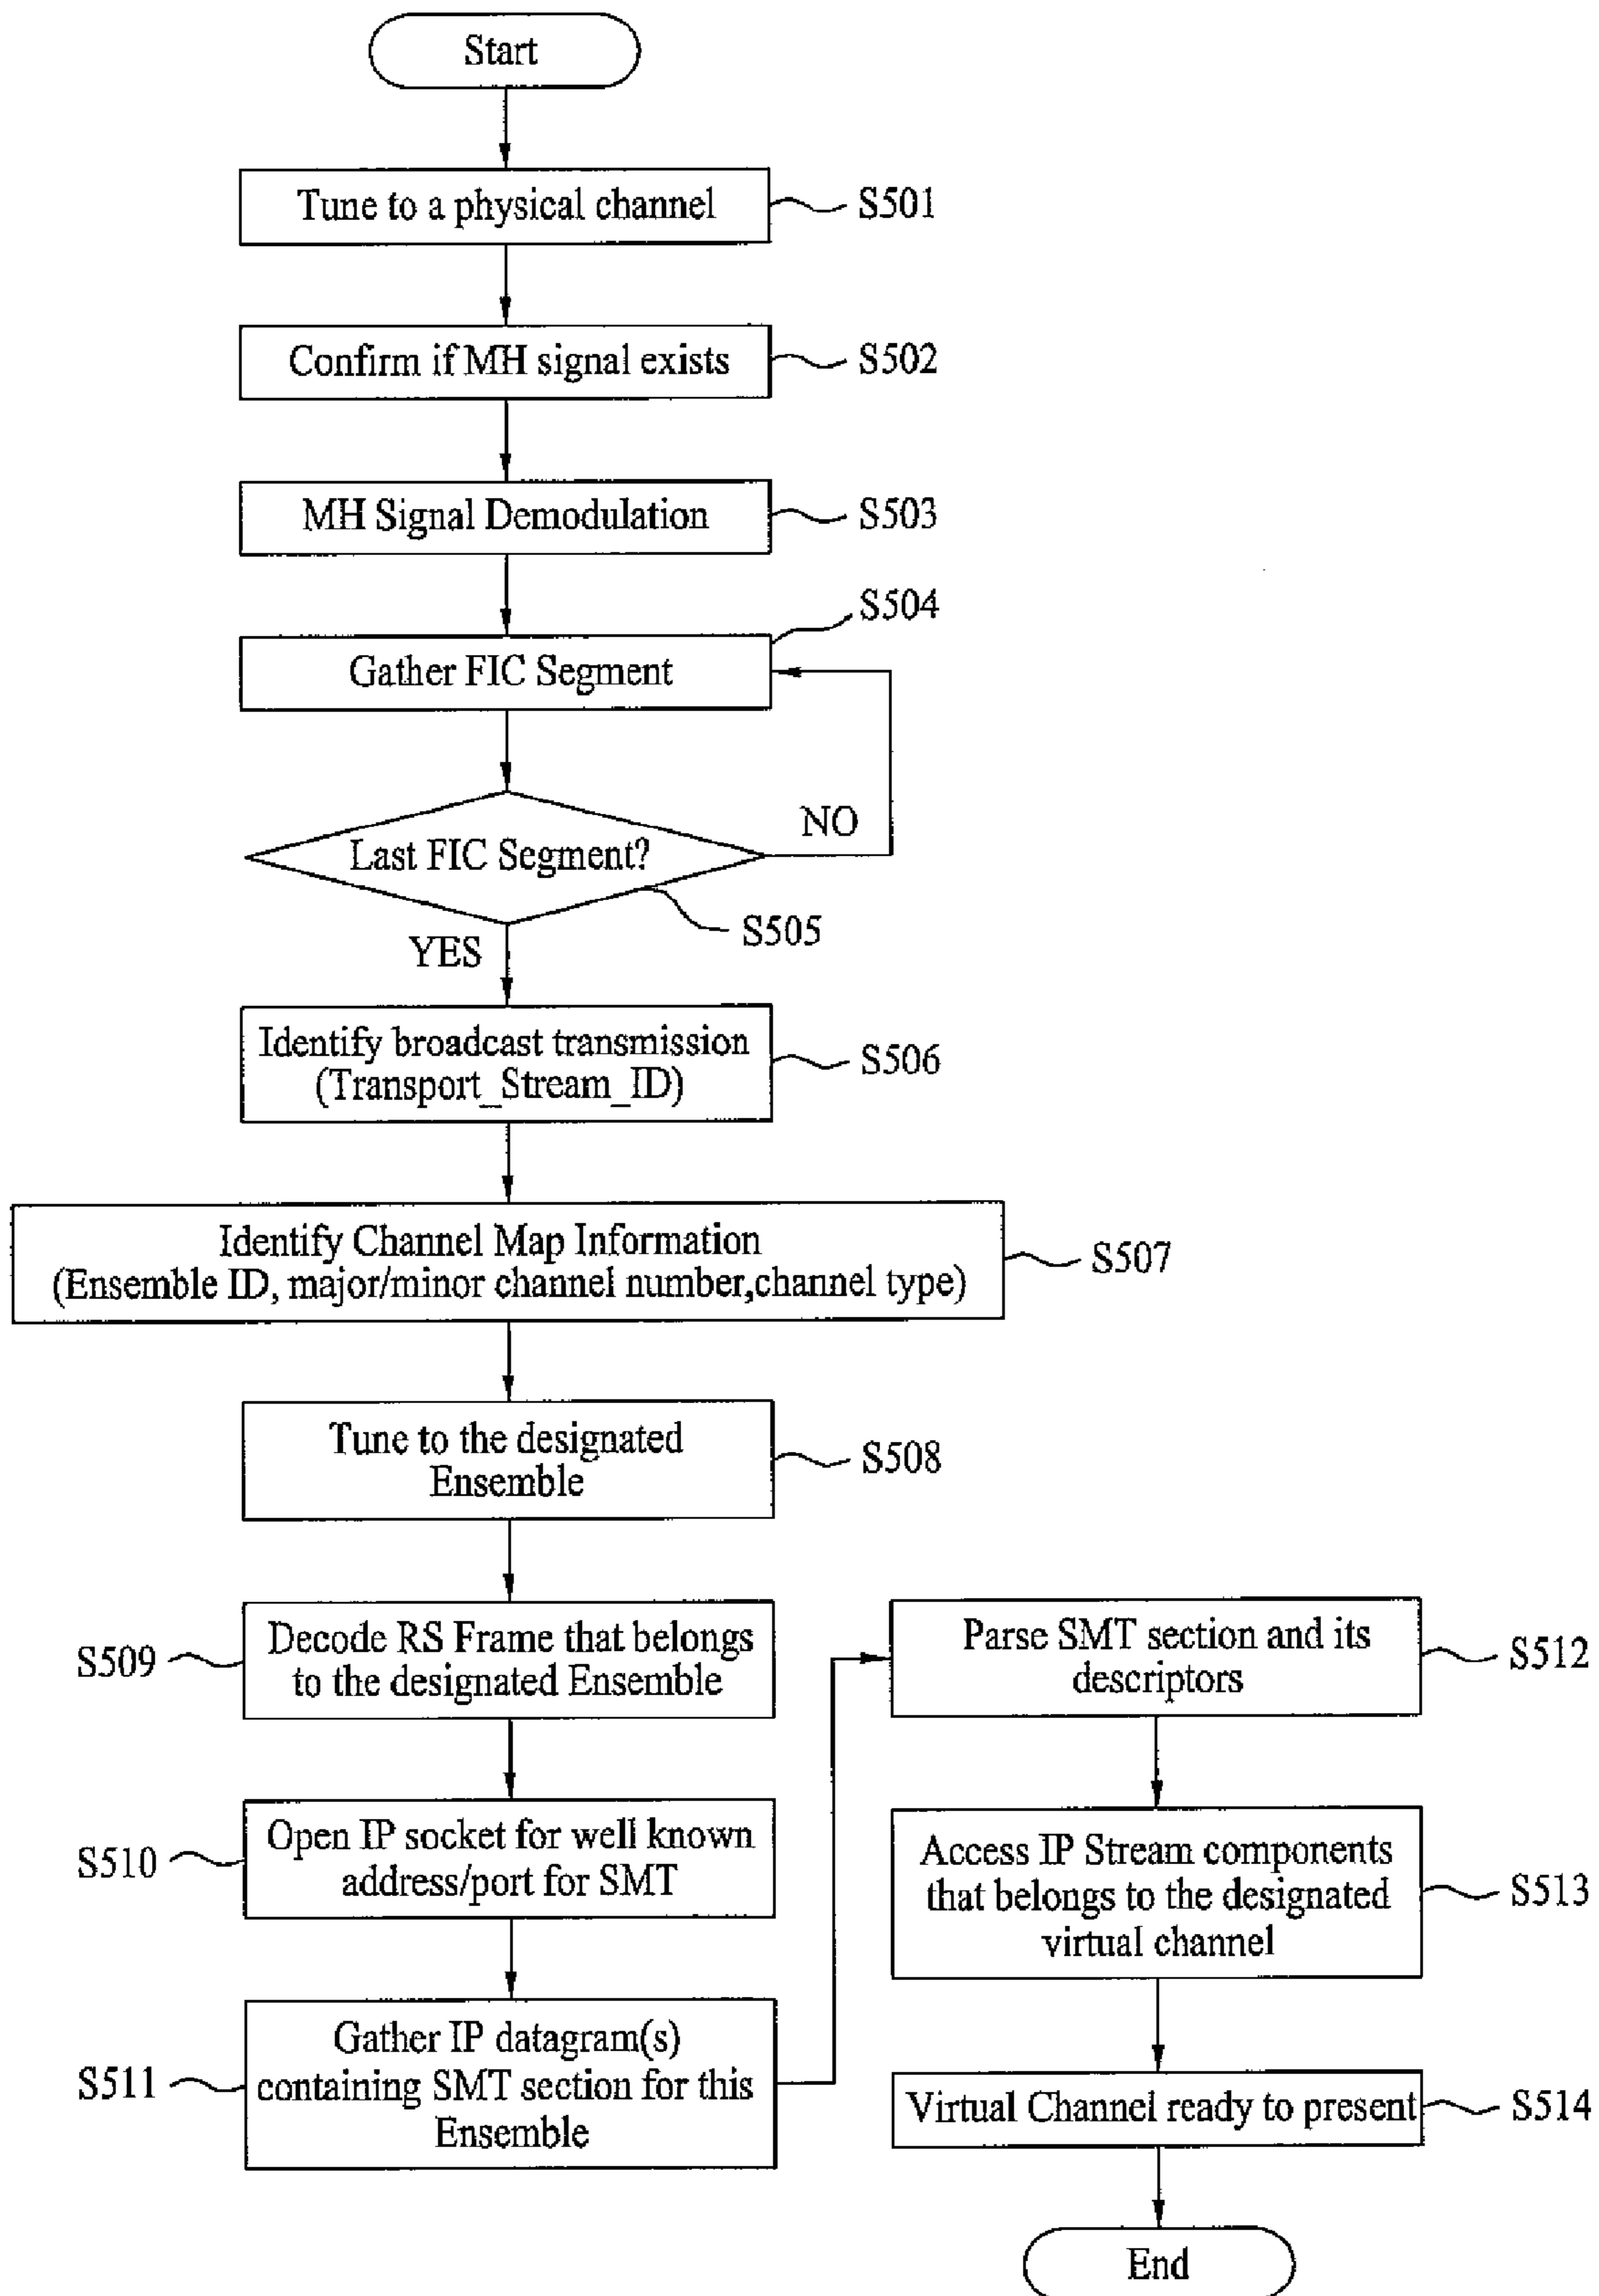 Start
Tune to a physical channel
S501
Confirm if MH signal exists
S502
MH Signal Demodulation
S503
S504
Gather FIC Segment
NO
Last FIC Segment?
S505
YES
Identify broadcast transmission
(Transport_Stream_ID)
S506
Identify Channel Map Information
(Ensemble ID, major/minor channel number,channel type)
S507
Tune to the designated
Ensemble
S508
Decode RS Frame that belongs
to the designated Ensemble
S509
Open IP socket for well known
address/port for SMT
S510
Gather IP datagram(s)
containing SMT section for this
Ensemble
S511
Parse SMT section and its
descriptors
S512
Access IP Stream components
that belongs to the designated
virtual channel
S513
Virtual Channel ready to present
S514
End